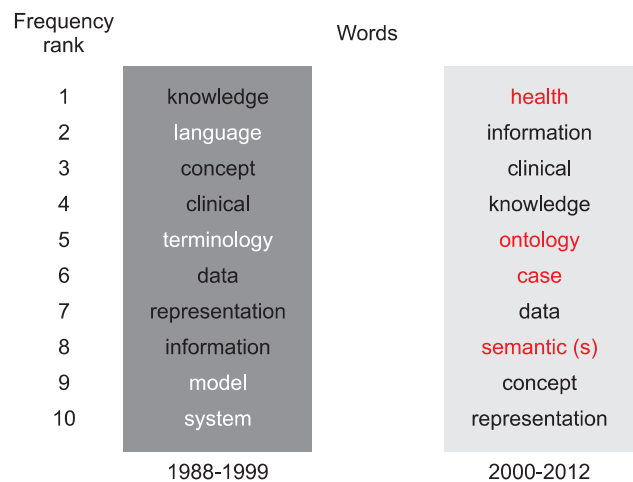 Frequency rank Words
1 knowledge health
2 language information
3 concept clinical
4 clinical knowledge
5 terminology ontology
6 data case
7 representation data
8 information semantic (s)
9 model concept
10 system representation
1988-1999 2000-2012